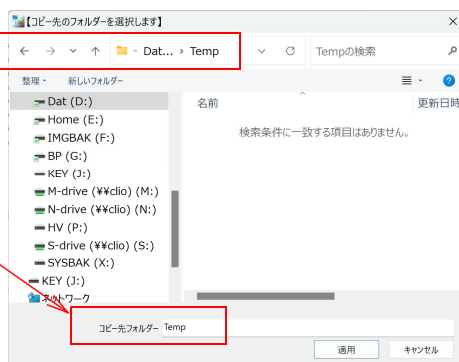 【コピー先のフォルダーを選択します】
Dat... › Temp
Tempの検索
整理
新しいフォルダー
Dat (D:)
Home (E:)
IMGBAK (F:)
BP (G:)
KEY (J:)
M-drive (¥¥clio) (M:)
N-drive (¥¥clio) (N:)
HV (P:)
S-drive (¥¥clio) (S:)
SYSBAK (X:)
KEY (J:)
ネットワーク
名前
更新日時
検索条件に一致する項目はありません。
コピー先フォルダー Temp
適用
キャンセル